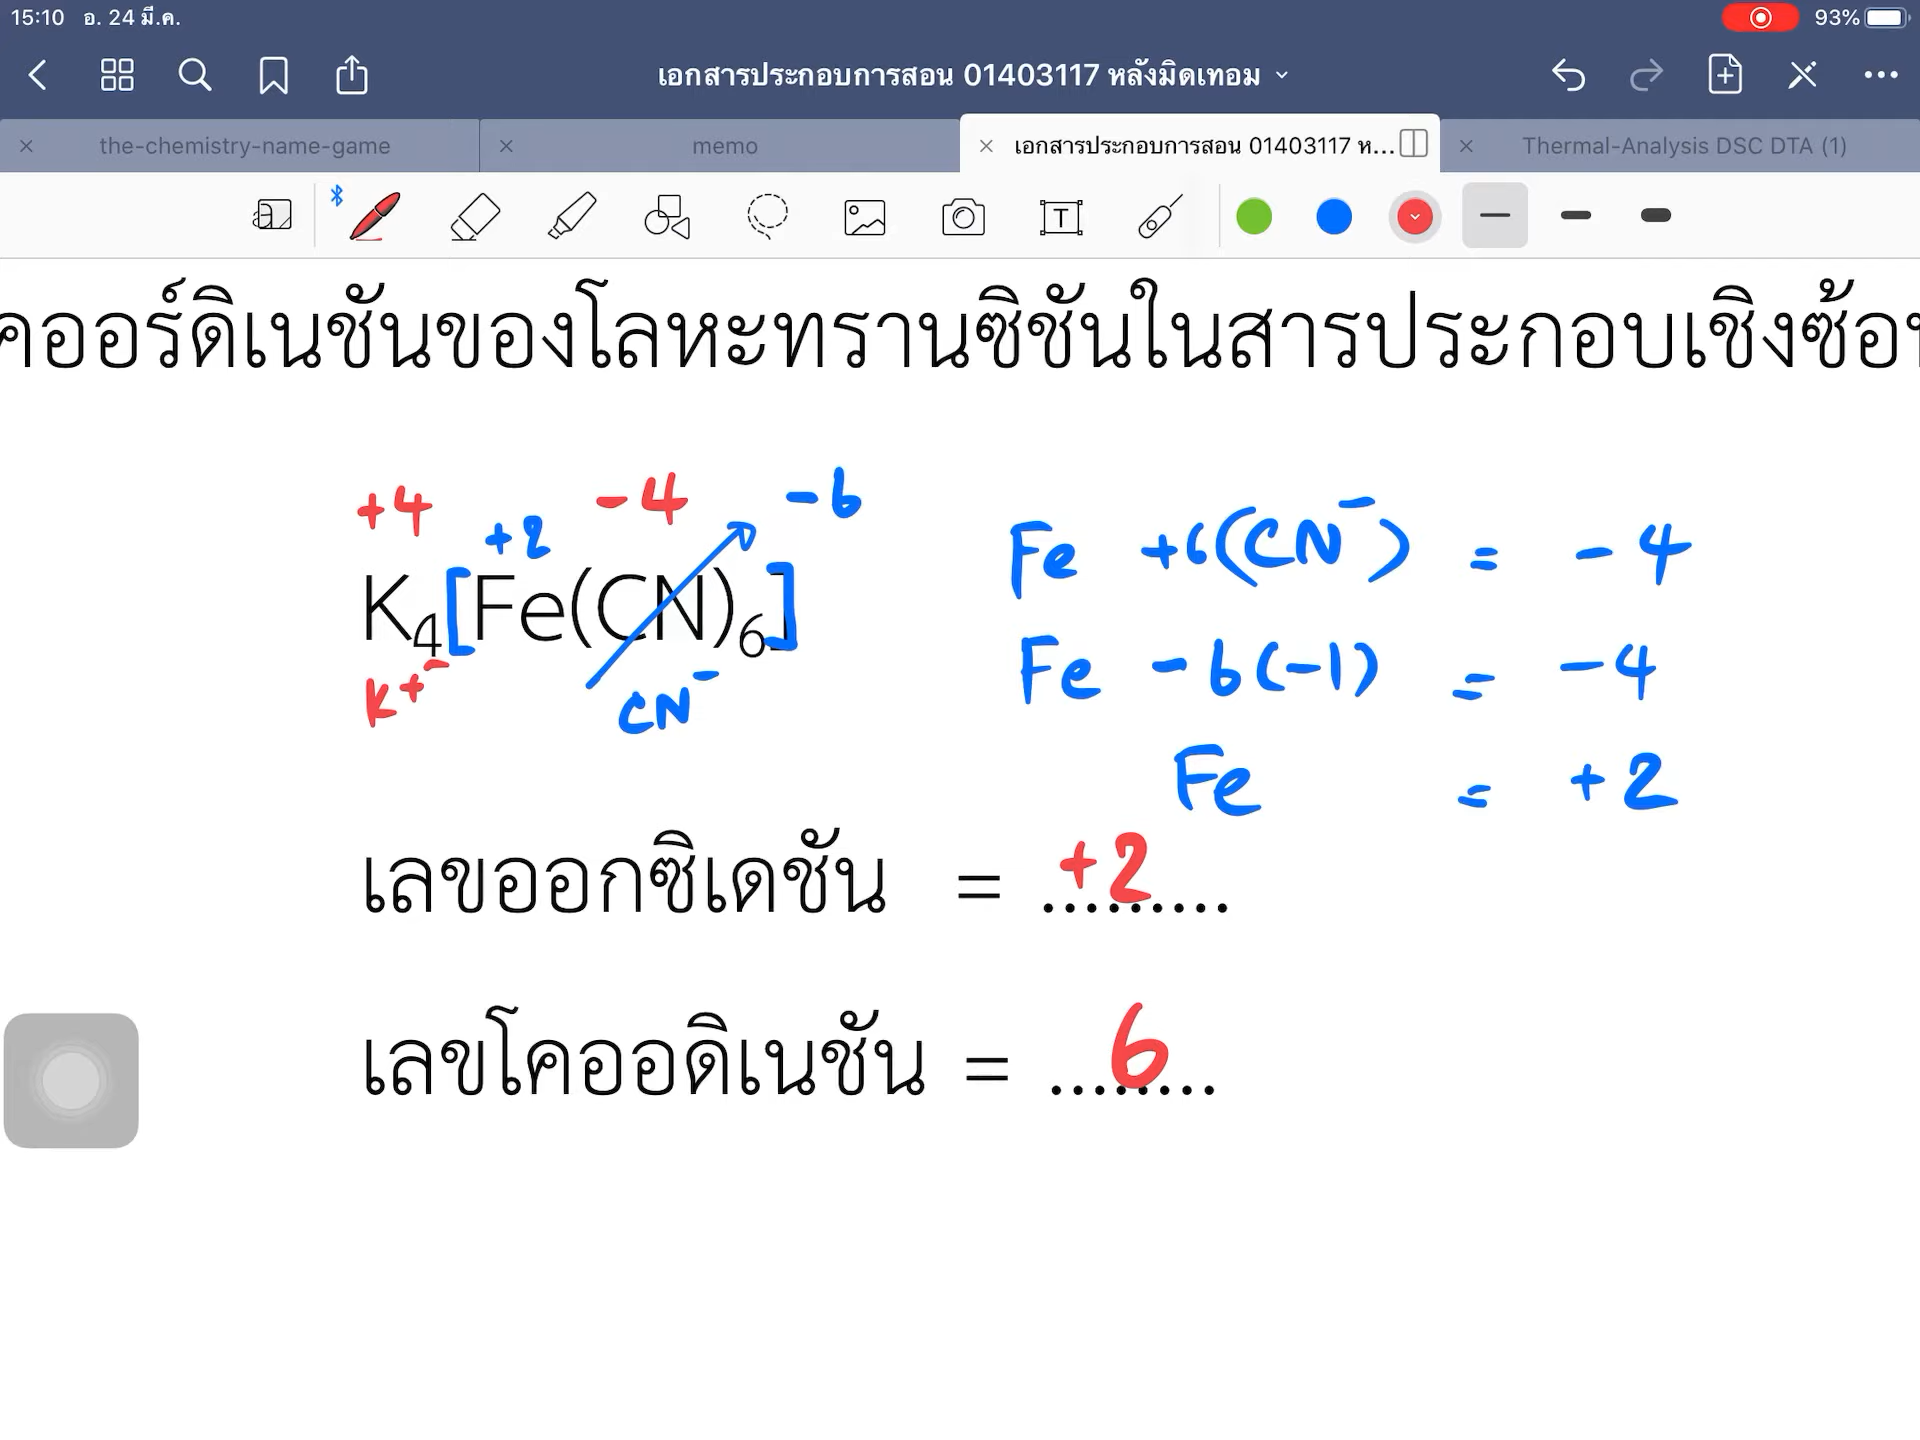 15:10 อ. 24 มี.ค. 93%
เอกสารประกอบการสอน 01403117 หลังมิดเทอม
the-chemistry-name-game
memo
เอกสารประกอบการสอน 01403117 ห...
Thermal-Analysis DSC DTA (1)
T
คออร์ดิเนชันของโลหะทรานซิชันในสารประกอบเชิงซ้อ
+4 +2 -4 -6
K₄[Fe(CN)₆]
K+ CN⁻
Fe +6(CN⁻) = -4
Fe -6(-1) = -4
Fe = +2
เลขออกซิเดชัน = ...+2......
เลขโคออดิเนชัน = ...6.....